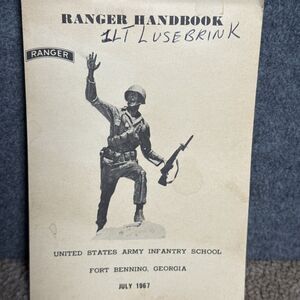 RANGER HANDBOOK
1LT LUSEBRINK
RANGER
UNITED STATES ARMY INFANTRY SCHOOL
FORT BENNING, GEORGIA
JULY 1967